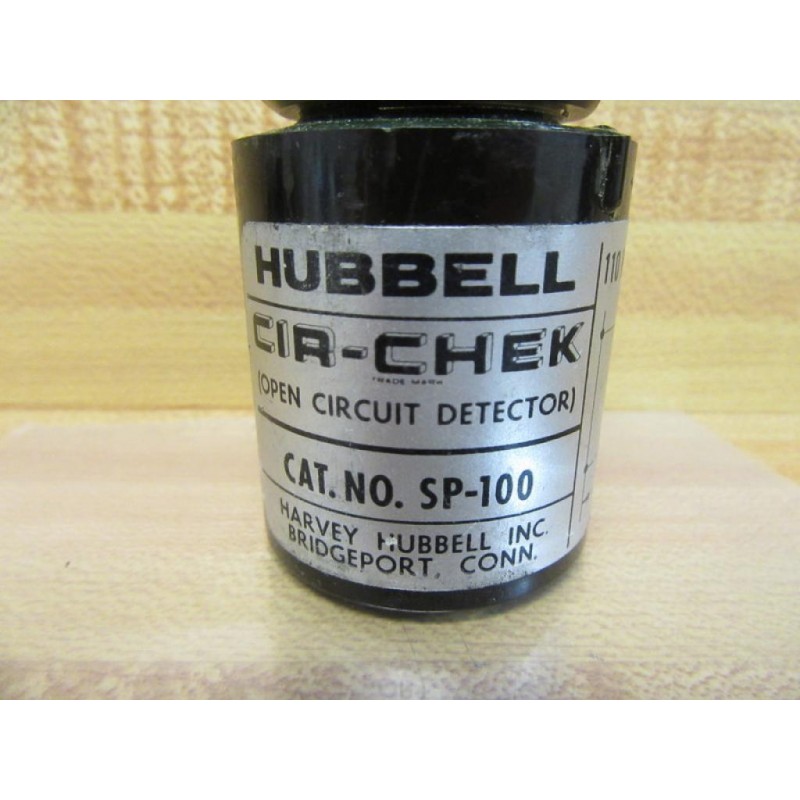 HUBBELL
CIR-CHEK
TRADE MARK
(OPEN CIRCUIT DETECTOR)
CAT. NO. SP-100
HARVEY HUBBELL INC.
BRIDGEPORT, CONN.
110